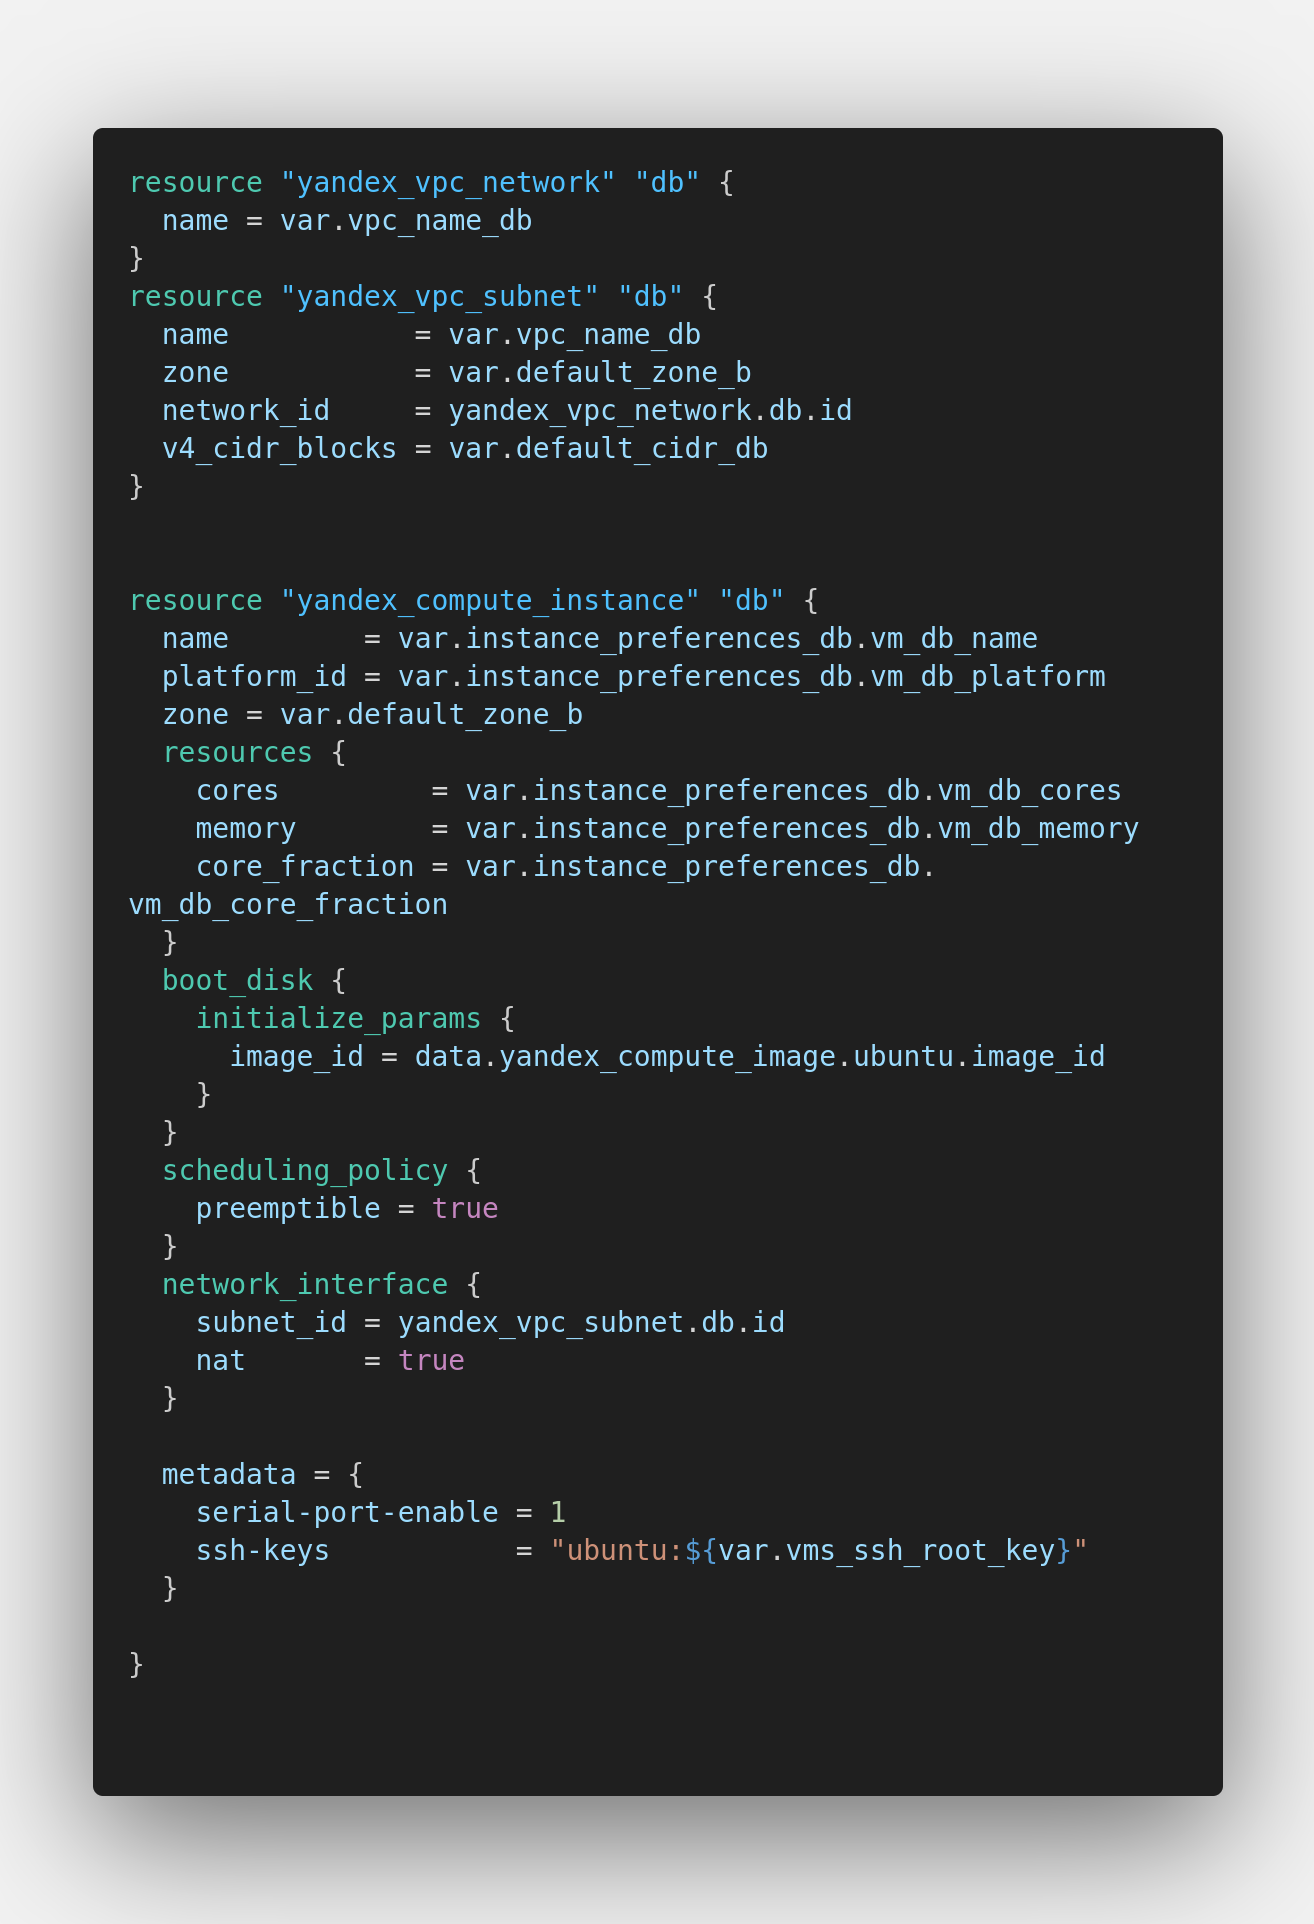 resource "yandex_vpc_network" "db" {
  name = var.vpc_name_db
}
resource "yandex_vpc_subnet" "db" {
  name           = var.vpc_name_db
  zone           = var.default_zone_b
  network_id     = yandex_vpc_network.db.id
  v4_cidr_blocks = var.default_cidr_db
}


resource "yandex_compute_instance" "db" {
  name        = var.instance_preferences_db.vm_db_name
  platform_id = var.instance_preferences_db.vm_db_platform
  zone = var.default_zone_b
  resources {
    cores         = var.instance_preferences_db.vm_db_cores
    memory        = var.instance_preferences_db.vm_db_memory
    core_fraction = var.instance_preferences_db.
vm_db_core_fraction
  }
  boot_disk {
    initialize_params {
      image_id = data.yandex_compute_image.ubuntu.image_id
    }
  }
  scheduling_policy {
    preemptible = true
  }
  network_interface {
    subnet_id = yandex_vpc_subnet.db.id
    nat       = true
  }

  metadata = {
    serial-port-enable = 1
    ssh-keys           = "ubuntu:${var.vms_ssh_root_key}"
  }

}